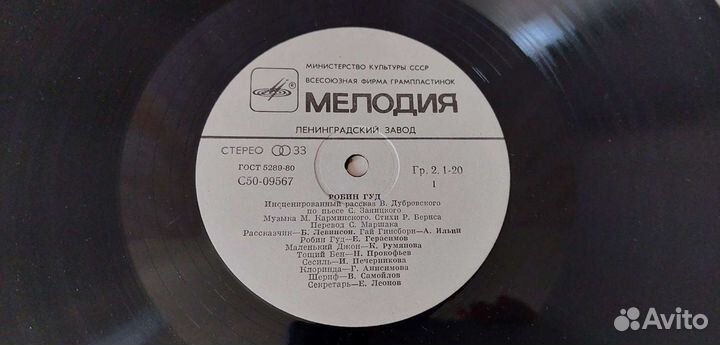 МИНИСТЕРСТВО КУЛЬТУРЫ СССР
ВСЕСОЮЗНАЯ ФИРМА ГРАМПЛАСТИНОК
® МЕЛОДИЯ
ЛЕНИНГРАДСКИЙ ЗАВОД
СТЕРЕО 33
ГОСТ 5289-80
С50-09567
Гр. 2. 1-20
1
РОБИН ГУД
Инсценированный рассказ В. Дубровского
по пьесе С. Заяицкого
Музыка М. Карминского. Стихи Р. Бернса
Перевод С. Маршака
Рассказчик—Б. Левинсон. Гай Гисборн—А. Ильин
Робин Гуд—Е. Герасимов
Маленький Джон—К. Румянова
Тощий Бен—Н. Прокофьев
Сесиль—И. Печерникова
Клоринда—Г. Анисимова
Шериф—В. Самойлов
Секретарь—Е. Леонов
Avito